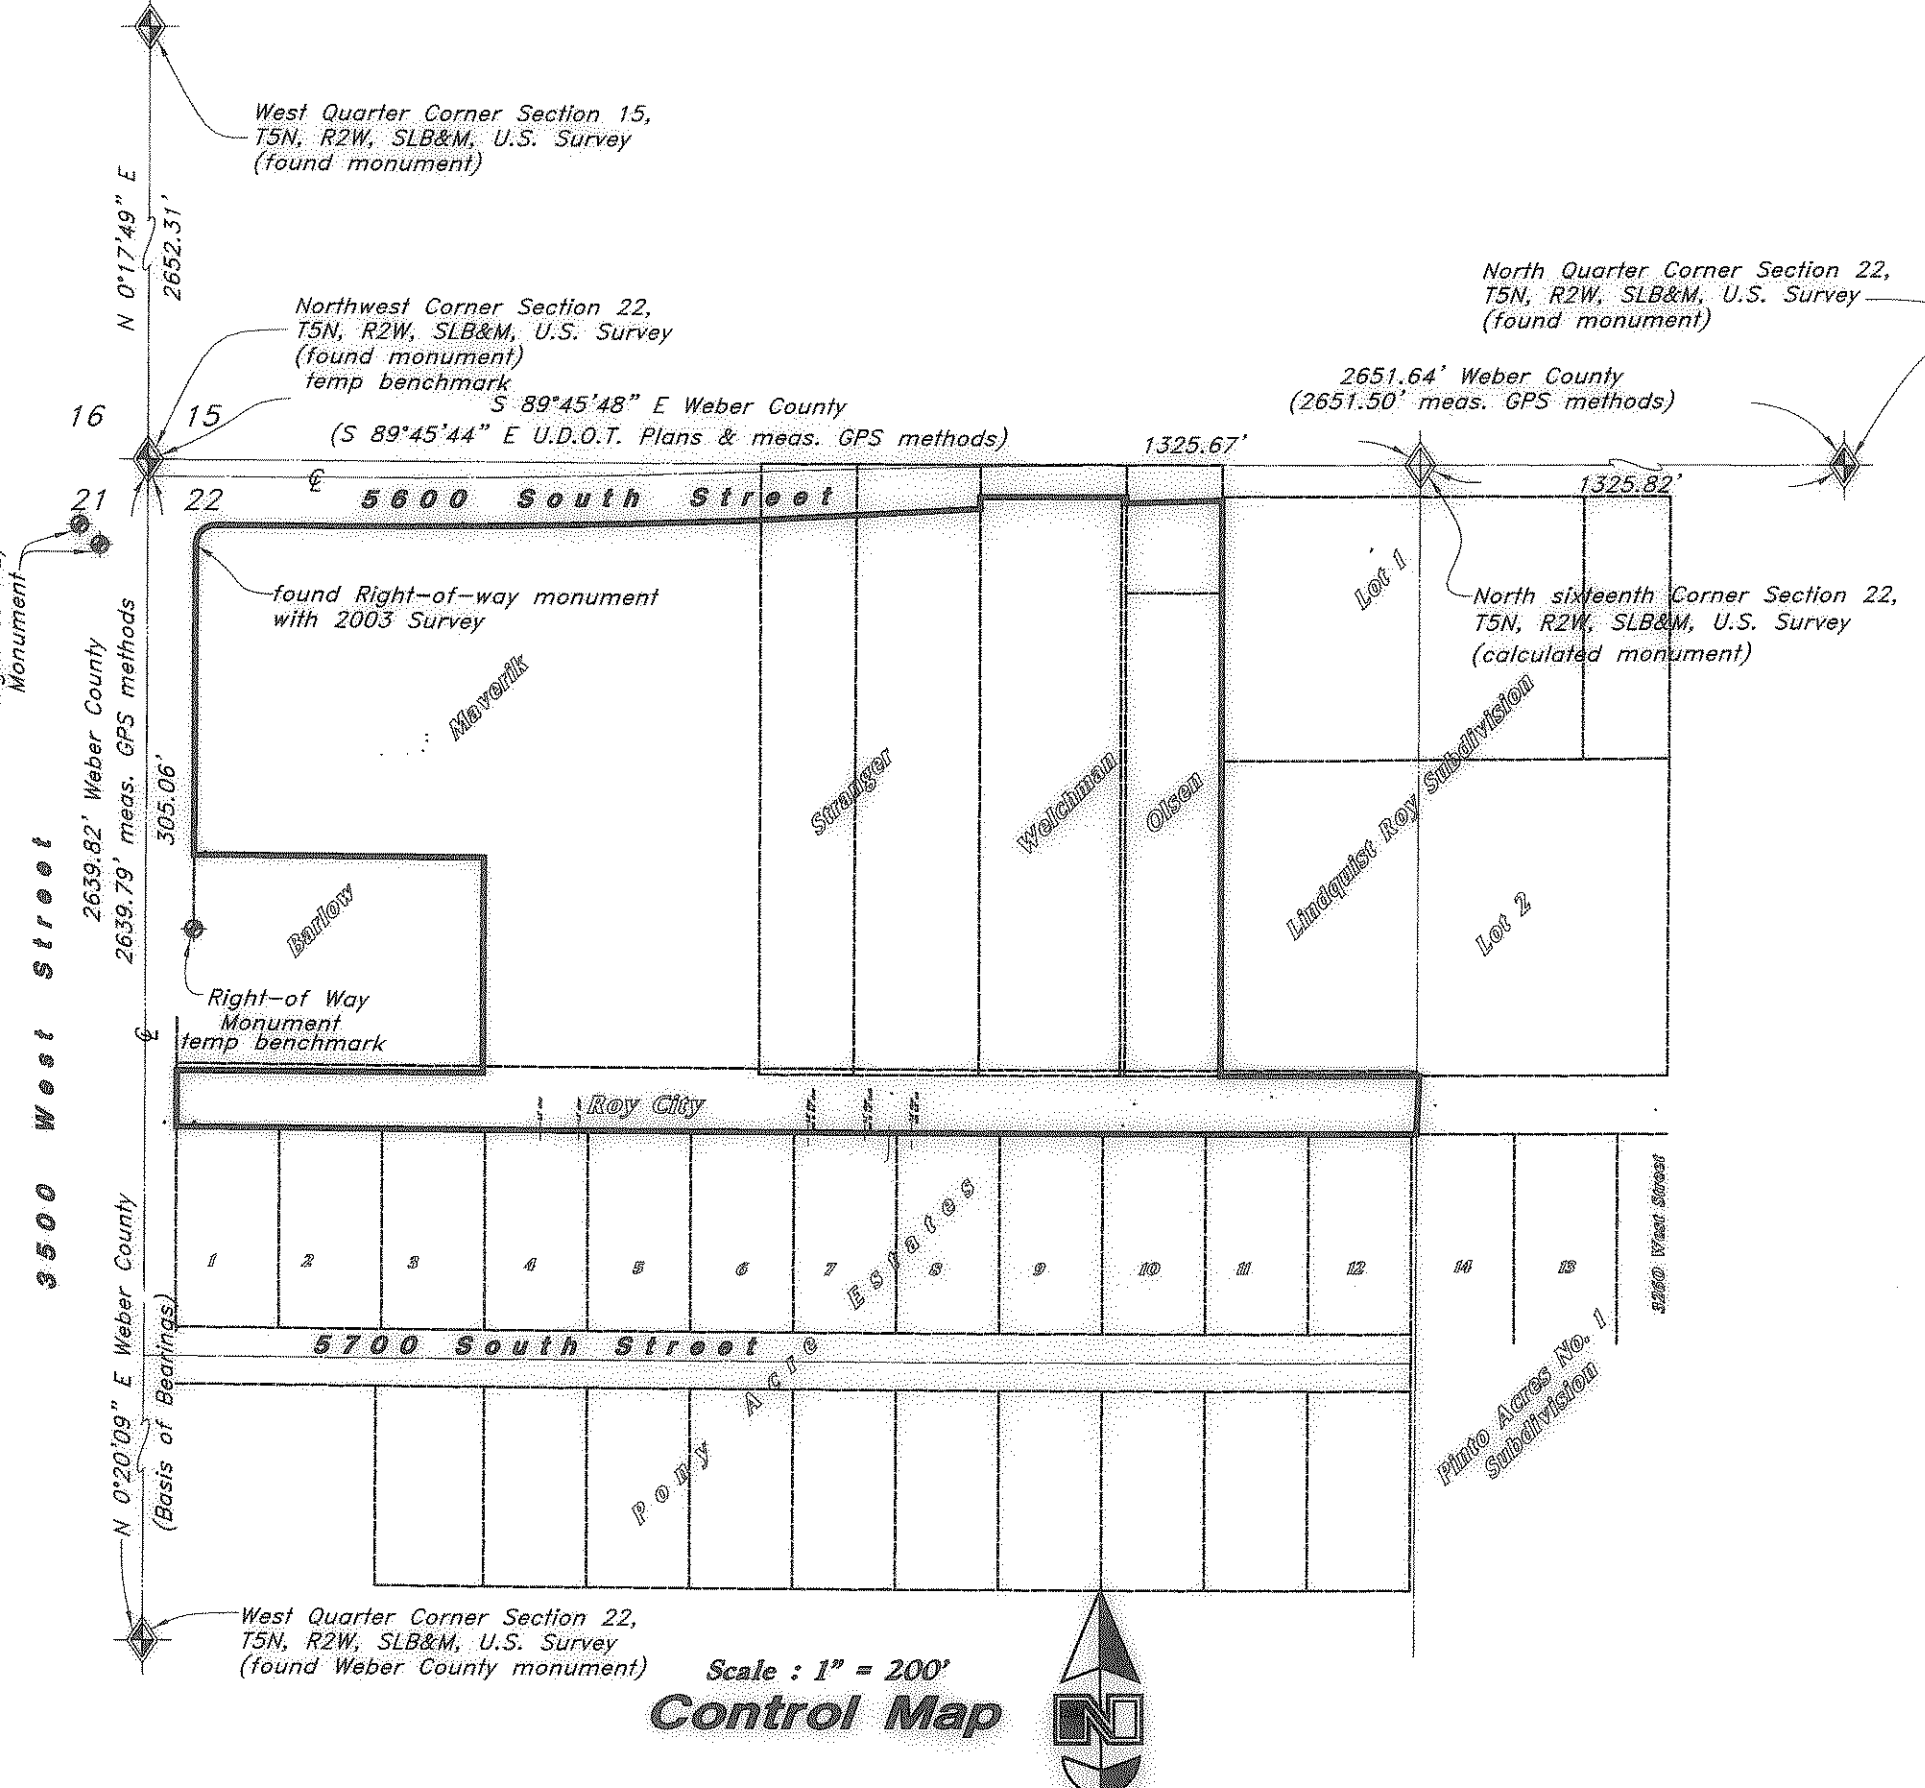 West Quarter Corner Section 15,
T5N, R2W, SLB&M, U.S. Survey
(found monument)
N 0°17'49" E
2652.31'
Northwest Corner Section 22,
T5N, R2W, SLB&M, U.S. Survey
(found monument)
temp benchmark
North Quarter Corner Section 22,
T5N, R2W, SLB&M, U.S. Survey
(found monument)
2651.64' Weber County
(2651.50' meas. GPS methods)
16
15
S 89°45'48" E Weber County
(S 89°45'44" E U.D.O.T. Plans & meas. GPS methods)
1325.67'
1325.82'
21
22
5600 South Street
Monument
found Right-of-way monument
with 2003 Survey
North sixteenth Corner Section 22,
T5N, R2W, SLB&M, U.S. Survey
(calculated monument)
Lot 1
Maverik
Stranger
Welchman
Olsen
Lindquist Roy Subdivision
Lot 2
2639.82' Weber County
2639.79' meas. GPS methods
305.06'
3500 West Street
Barlow
Right-of Way
Monument
temp benchmark
Roy City
1
2
3
4
5
6
7
8
9
10
11
12
14
13
3260 West Street
5700 South Street
Pony Acre Estates
Pinto Acres No. 1
Subdivision
N 0°20'09" E Weber County
(Basis of Bearings)
West Quarter Corner Section 22,
T5N, R2W, SLB&M, U.S. Survey
(found Weber County monument)
Scale : 1" = 200'
Control Map
N